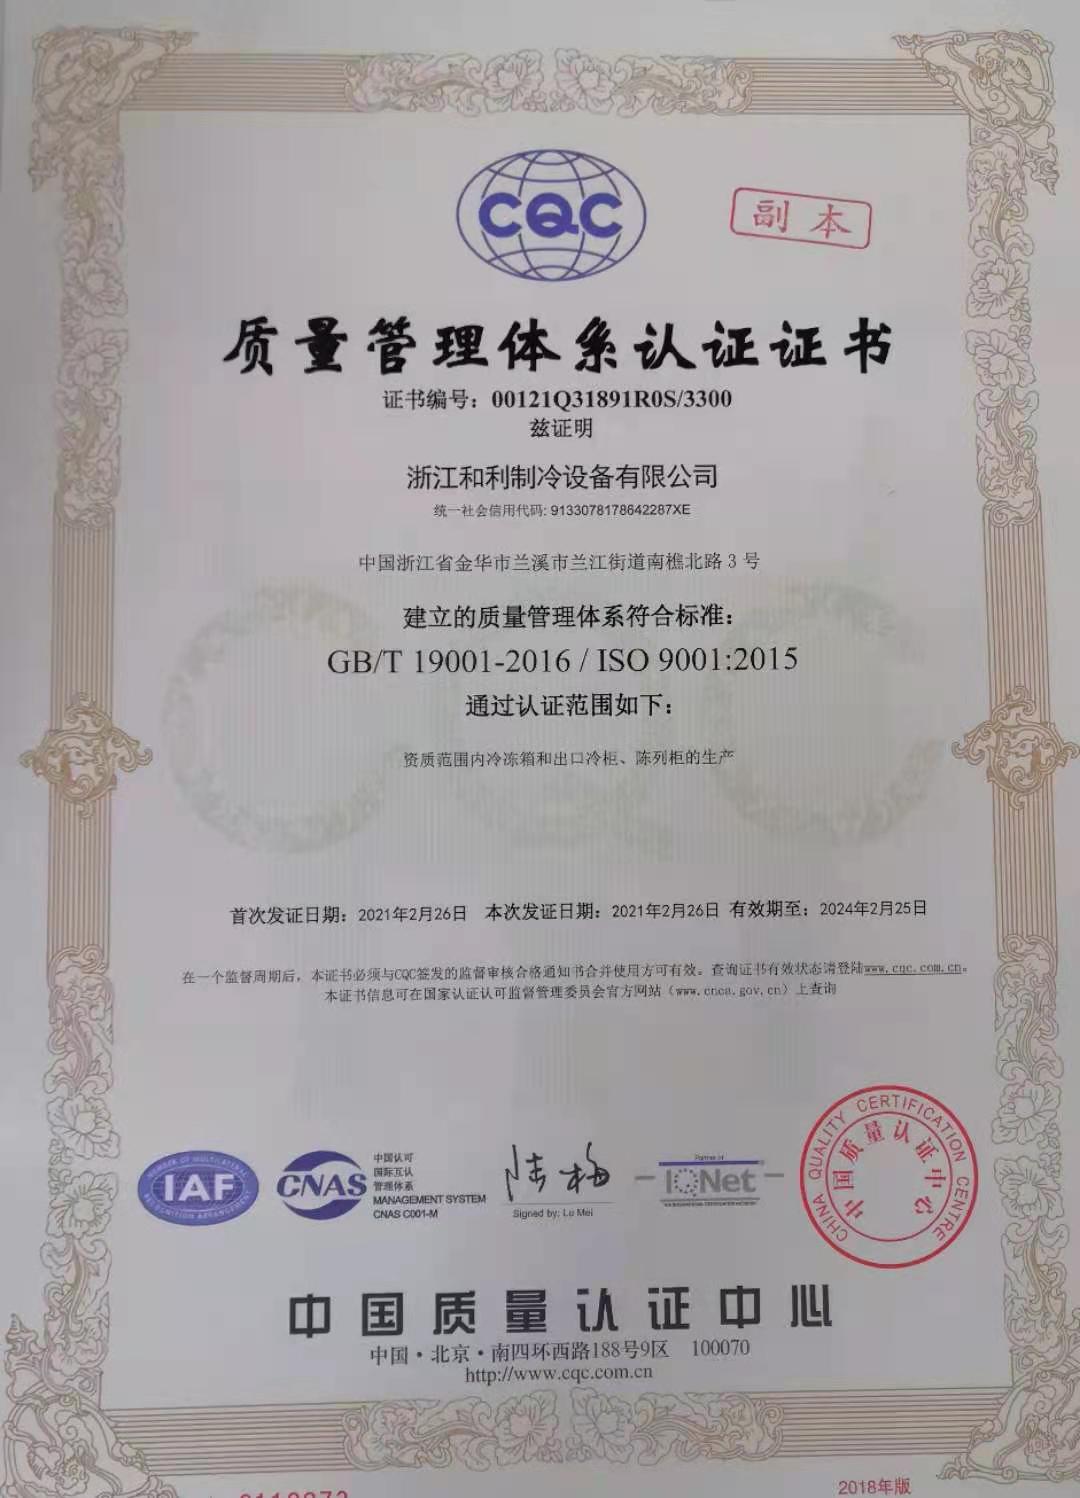 CQC
副本
质量管理体系认证证书
证书编号：00121Q31891R0S/3300
兹证明
浙江和利制冷设备有限公司
统一社会信用代码: 9133078178642287XE
中国浙江省金华市兰溪市兰江街道南樵北路 3 号
建立的质量管理体系符合标准：
GB/T 19001-2016 / ISO 9001:2015
通过认证范围如下：
资质范围内冷冻箱和出口冷柜、陈列柜的生产
首次发证日期：2021年2月26日 本次发证日期：2021年2月26日 有效期至：2024年2月25日
在一个监督周期后，本证书必须与CQC签发的监督审核合格通知书合并使用方可有效。查询证书有效状态请登陆www.cqc.com.cn。
本证书信息可在国家认证认可监督管理委员会官方网站（www.cnca.gov.cn）上查询
MEMBER OF MULTILATERAL
IAF
RECOGNITION ARRANGEMENT
CNAS
中国认可
国际互认
管理体系
MANAGEMENT SYSTEM
CNAS C001-M
陆梅
Signed by: Lu Mei
Partner of
IQNet
CHINA QUALITY CERTIFICATION CENTRE
中国质量认证中心
中国质量认证中心
中国·北京·南四环西路188号9区 100070
http://www.cqc.com.cn
2018年版